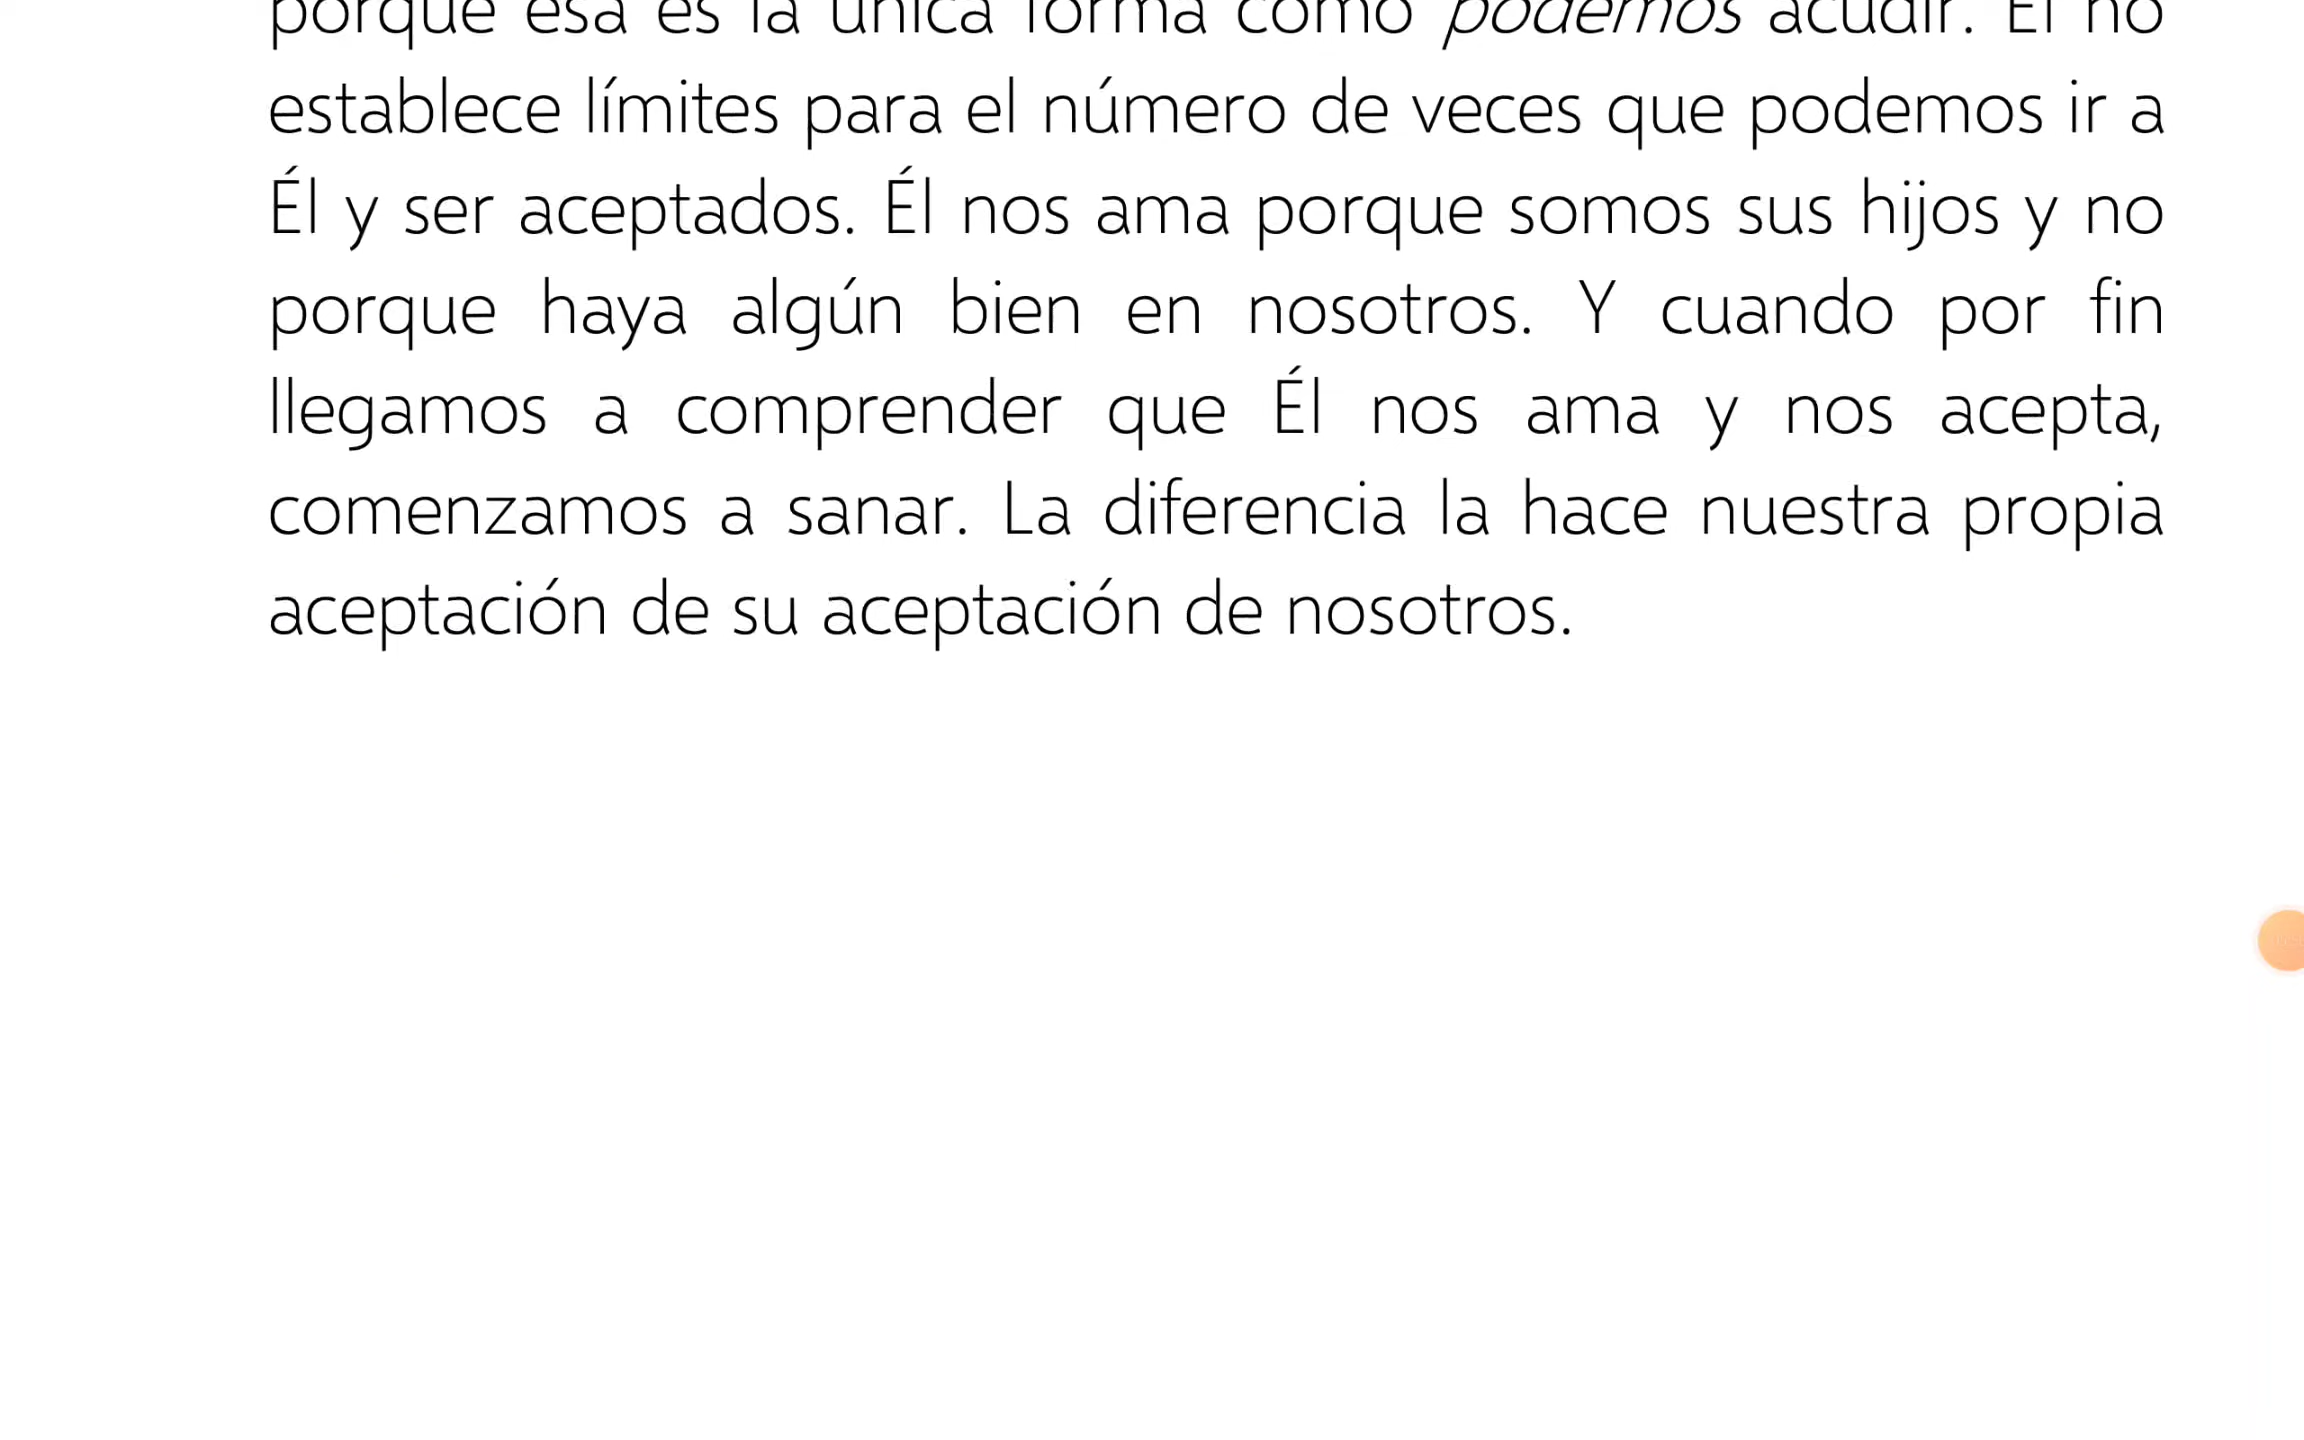 porque esa es la única forma como podemos acudir. Él no
establece límites para el número de veces que podemos ir a
Él y ser aceptados. Él nos ama porque somos sus hijos y no
porque haya algún bien en nosotros. Y cuando por fin
llegamos a comprender que Él nos ama y nos acepta,
comenzamos a sanar. La diferencia la hace nuestra propia
aceptación de su aceptación de nosotros.